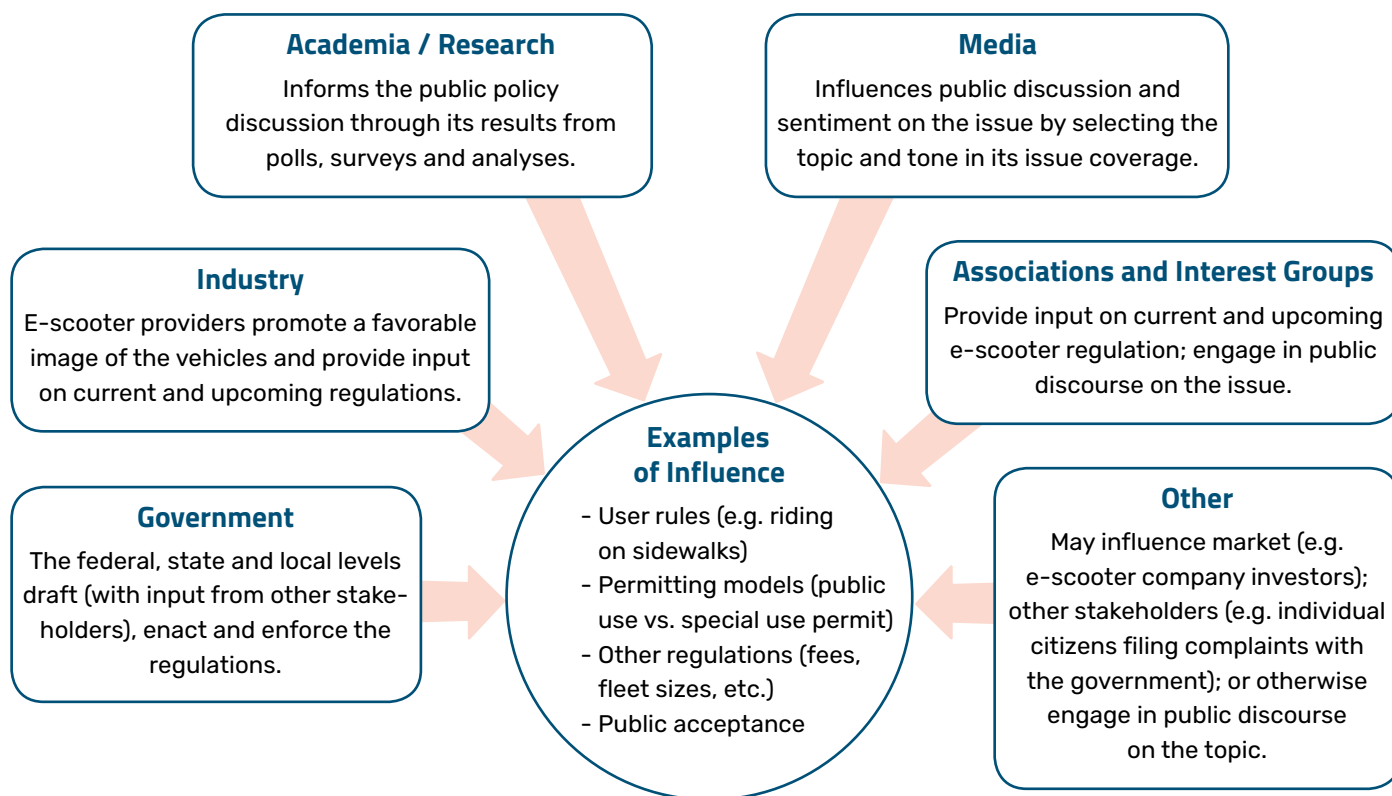 Academia / Research
Informs the public policy
discussion through its results from
polls, surveys and analyses.
Media
Influences public discussion and
sentiment on the issue by selecting the
topic and tone in its issue coverage.
Industry
E-scooter providers promote a favorable
image of the vehicles and provide input
on current and upcoming regulations.
Associations and Interest Groups
Provide input on current and upcoming
e-scooter regulation; engage in public
discourse on the issue.
Government
The federal, state and local levels
draft (with input from other stake-
holders), enact and enforce the
regulations.
Examples
of Influence
- User rules (e.g. riding
on sidewalks)
- Permitting models (public
use vs. special use permit)
- Other regulations (fees,
fleet sizes, etc.)
- Public acceptance
Other
May influence market (e.g.
e-scooter company investors);
other stakeholders (e.g. individual
citizens filing complaints with
the government); or otherwise
engage in public discourse
on the topic.